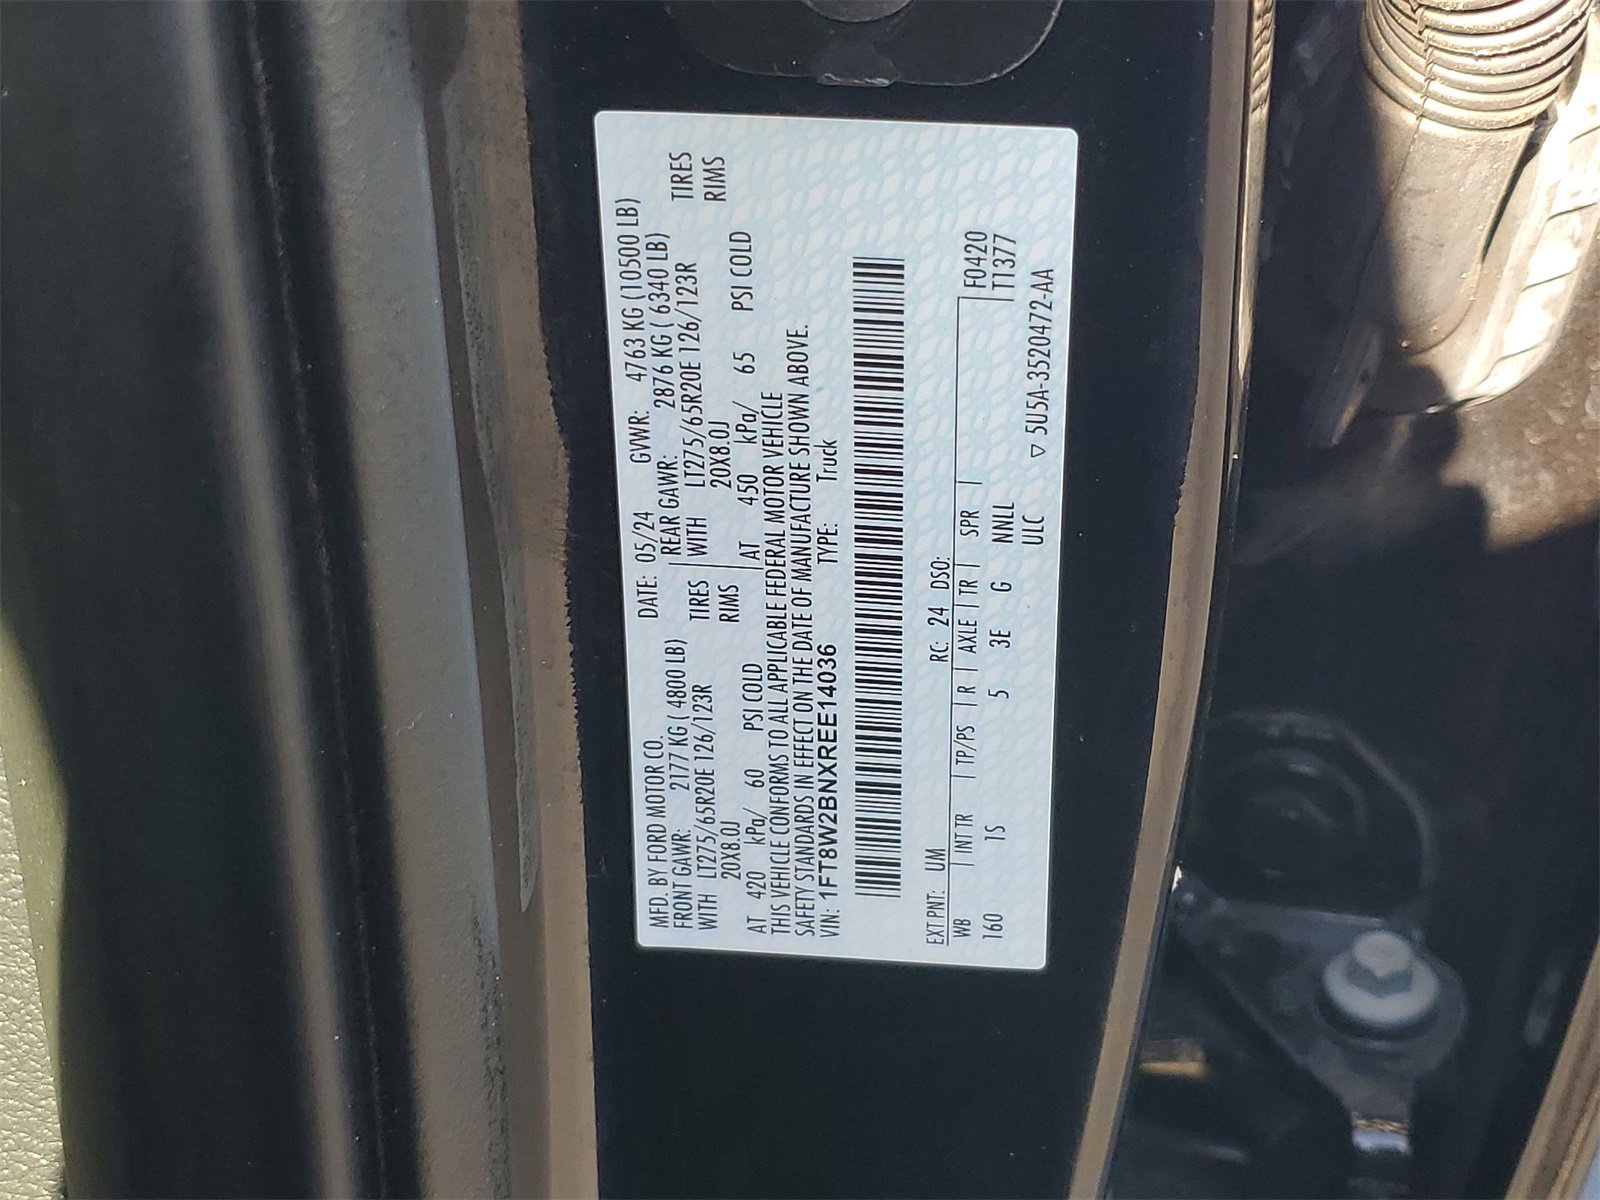 MFD. BY FORD MOTOR CO. DATE: 05/24 GVWR: 4763 KG (10500 LB)
FRONT GAWR: 2177 KG ( 4800 LB) REAR GAWR: 2876 KG ( 6340 LB)
WITH LT275/65R20E 126/123R TIRES WITH LT275/65R20E 126/123R TIRES
20X8.0J RIMS 20X8.0J RIMS
AT 420 kPa/ 60 PSI COLD AT 450 kPa/ 65 PSI COLD
THIS VEHICLE CONFORMS TO ALL APPLICABLE FEDERAL MOTOR VEHICLE
SAFETY STANDARDS IN EFFECT ON THE DATE OF MANUFACTURE SHOWN ABOVE.
VIN: 1FT8W2BNXREE14036 TYPE: Truck
EXT PNT: UM RC: 24 DSO: F0420
WB | INT TR | TP/PS | R | AXLE | TR | SPR | T1377
160 1S 5 3E G NNLL
ULC ▽ 5U5A-3520472-AA